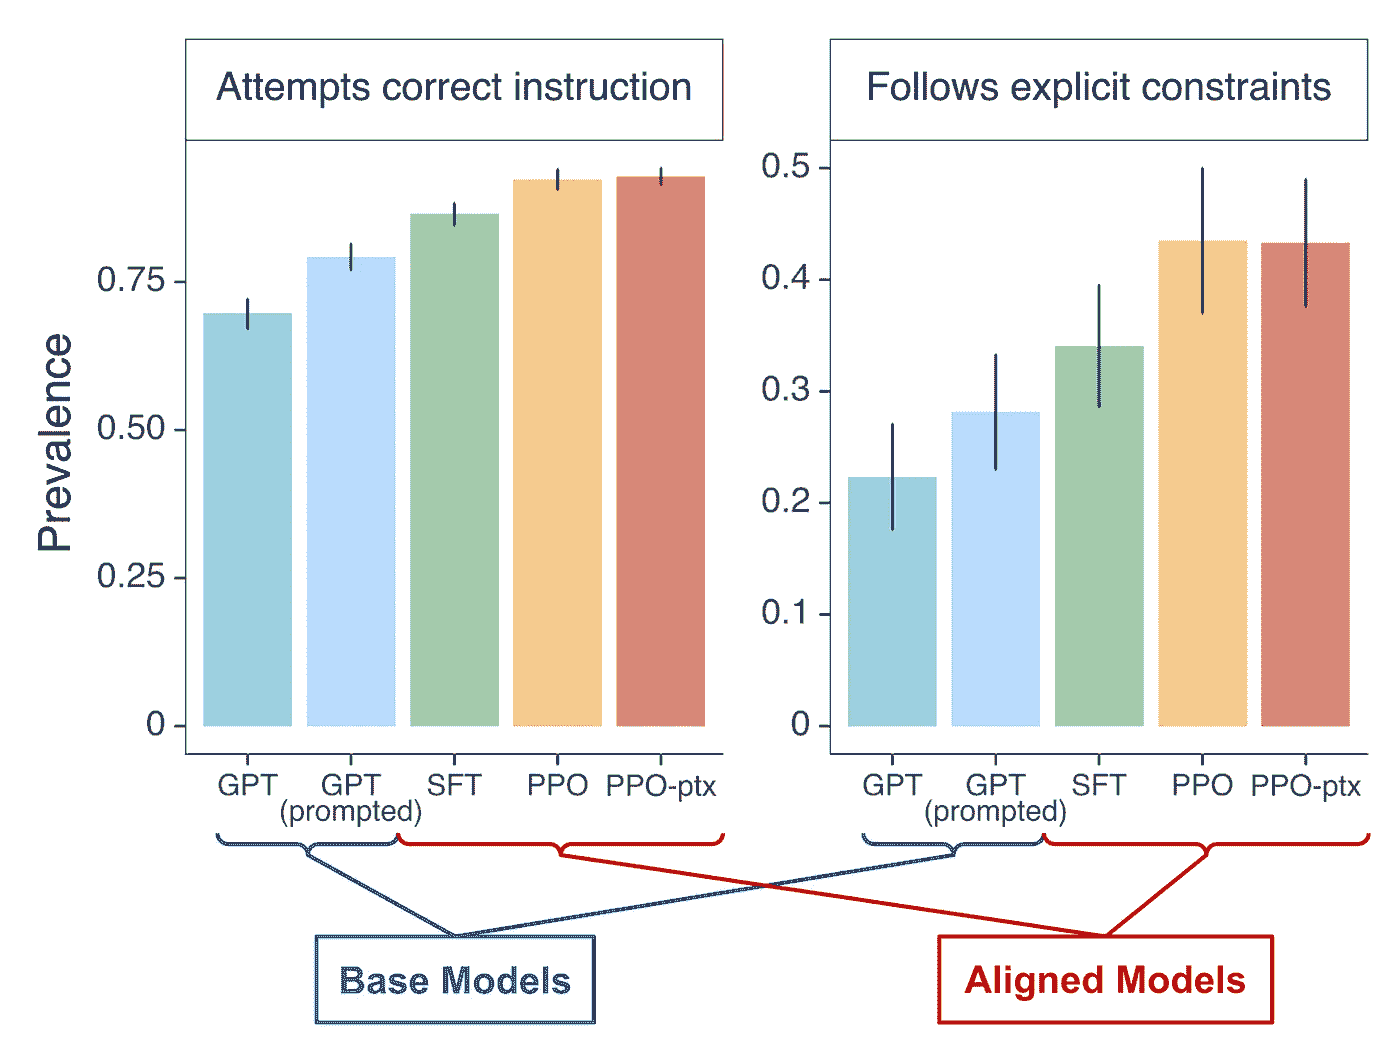 Attempts correct instruction
Follows explicit constraints
Prevalence
0.75
0.50
0.25
0
0.5
0.4
0.3
0.2
0.1
0
GPT
GPT
(prompted)
SFT
PPO
PPO-ptx
GPT
GPT
(prompted)
SFT
PPO
PPO-ptx
Base Models
Aligned Models